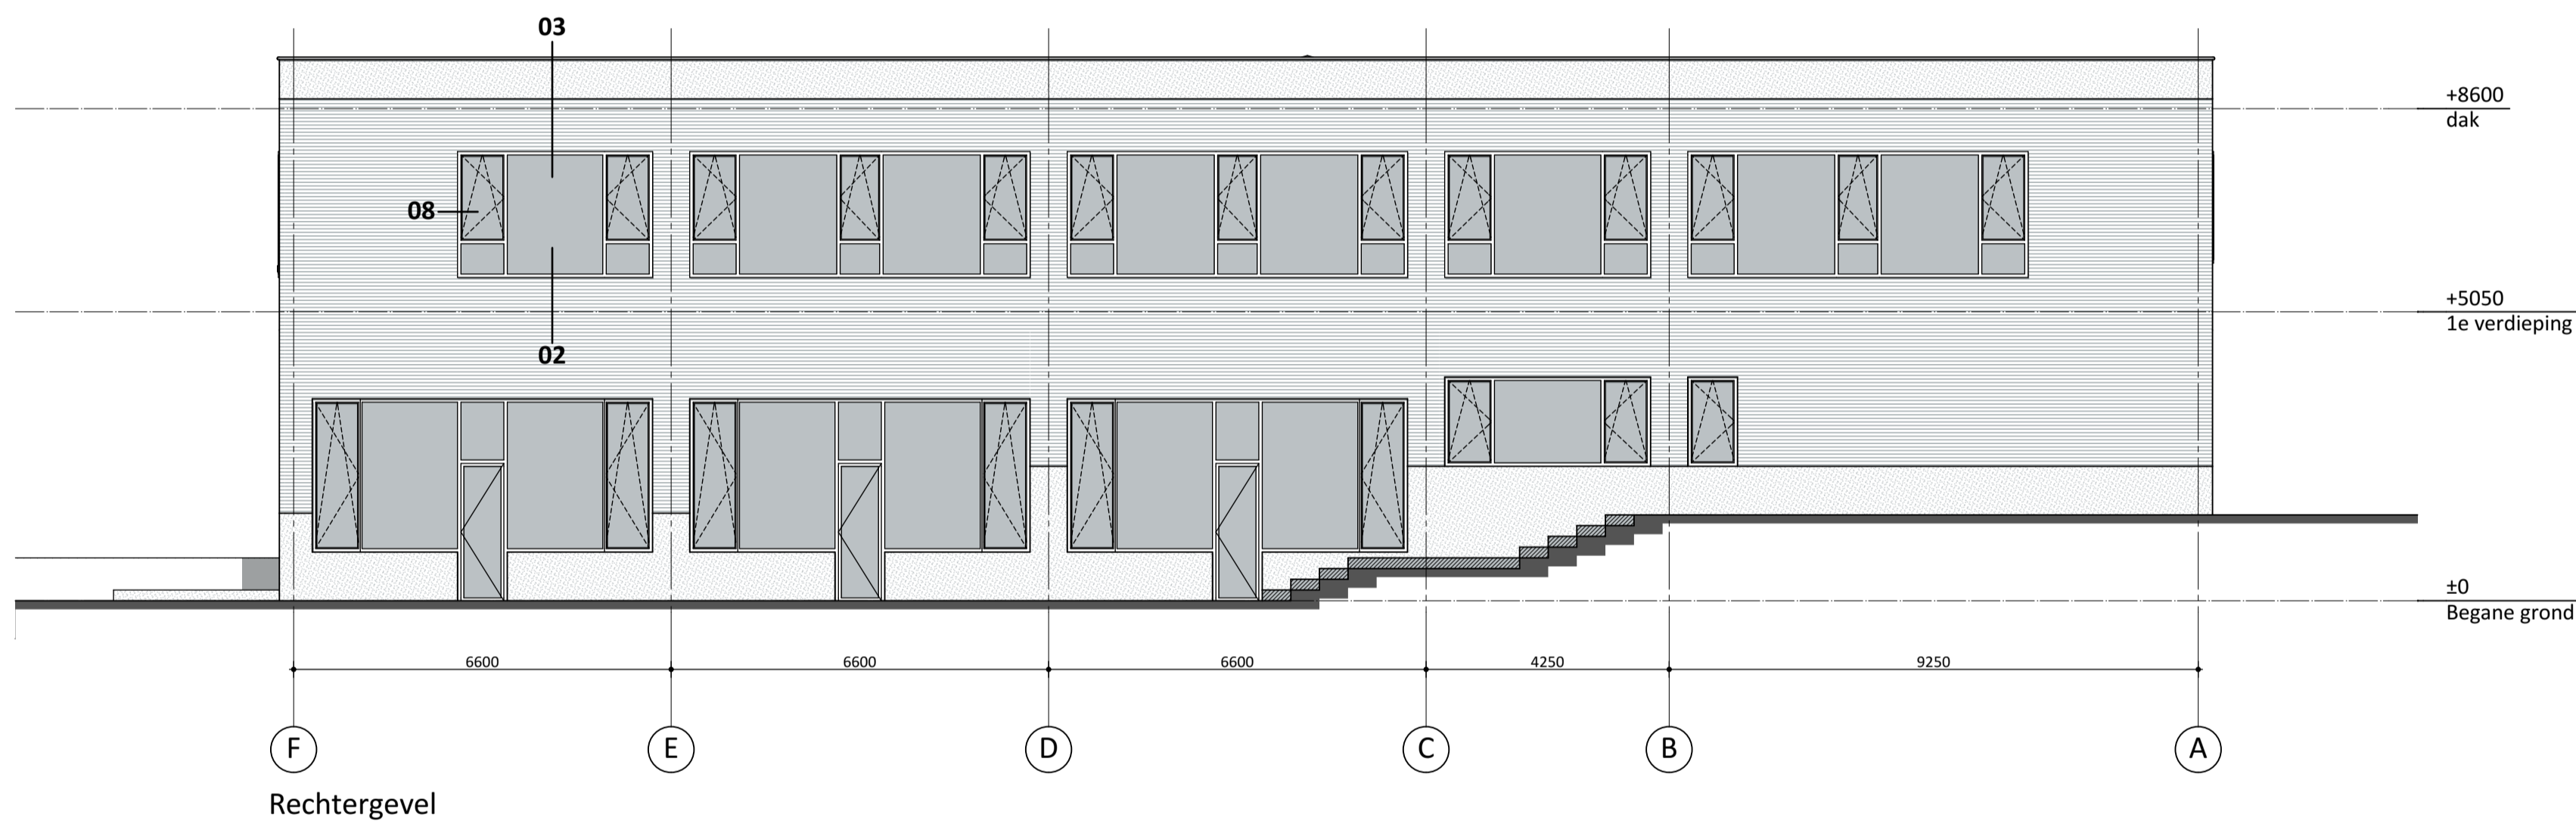 03
+8600
dak
08
+5050
1e verdieping
02
±0
Begane grond
6600 6600 6600 4250 9250
F E D C B A
Rechtergevel